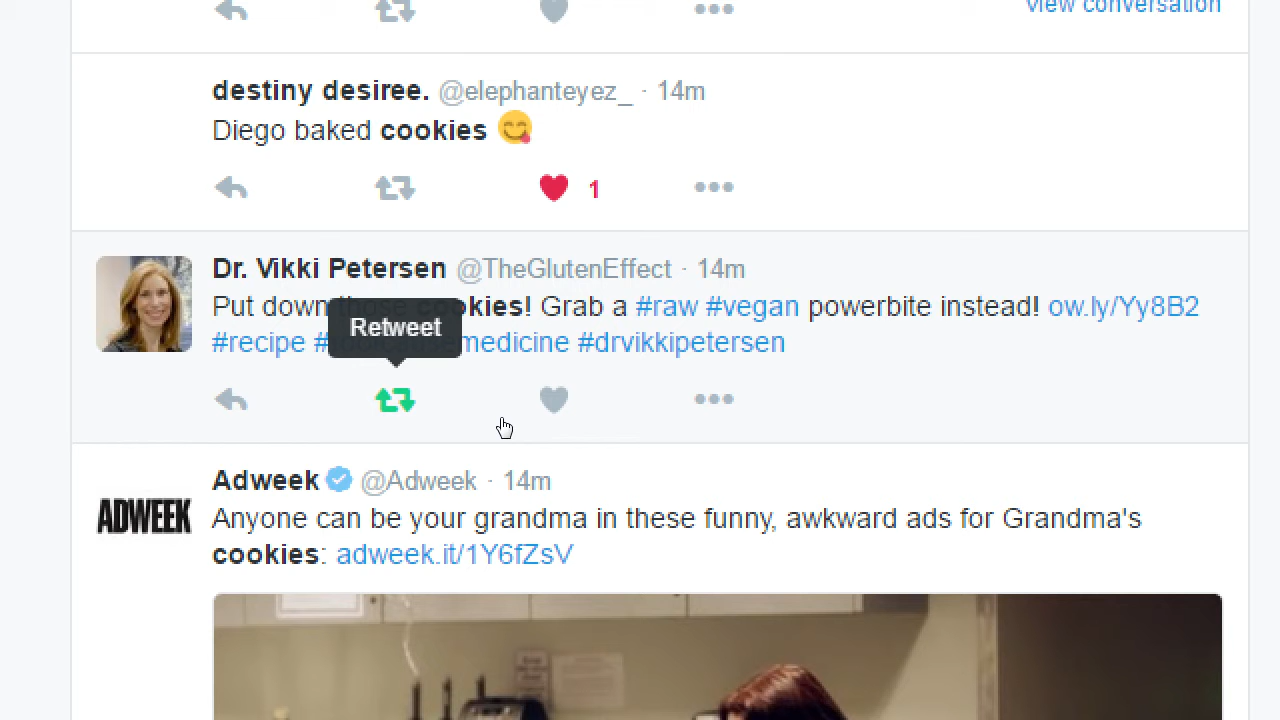 View conversation
destiny desiree. @elephanteyez_ · 14m
Diego baked cookies 😋
1
Dr. Vikki Petersen @TheGlutenEffect · 14m
Put down those cookies! Grab a #raw #vegan powerbite instead! ow.ly/Yy8B2
Retweet
#recipe # medicine #drvikkipetersen
Adweek @Adweek · 14m
ADWEEK
Anyone can be your grandma in these funny, awkward ads for Grandma's
cookies: adweek.it/1Y6fZsV